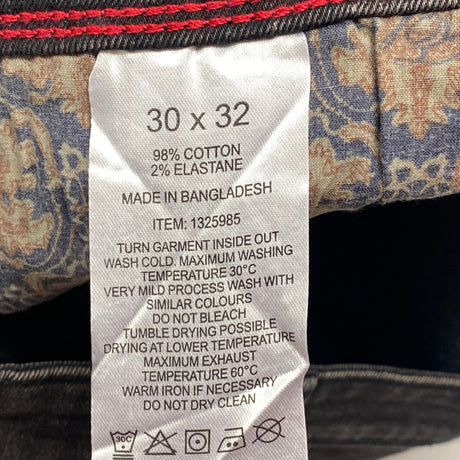 30 x 32
98% COTTON
2% ELASTANE
MADE IN BANGLADESH
ITEM: 1325985
TURN GARMENT INSIDE OUT
WASH COLD. MAXIMUM WASHING
TEMPERATURE 30°C
VERY MILD PROCESS WASH WITH
SIMILAR COLOURS
DO NOT BLEACH
TUMBLE DRYING POSSIBLE
DRYING AT LOWER TEMPERATURE
MAXIMUM EXHAUST
TEMPERATURE 60°C
WARM IRON IF NECESSARY
DO NOT DRY CLEAN
30C